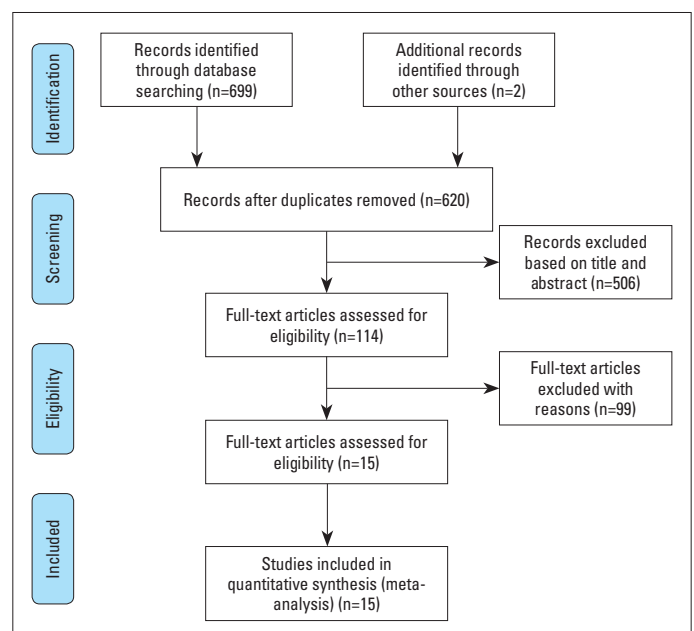 Identification
Records identified
through database
searching (n=699)
Additional records
identified through
other sources (n=2)
Records after duplicates removed (n=620)
Screening
Records excluded
based on title and
abstract (n=506)
Full-text articles assessed for
eligibility (n=114)
Eligibility
Full-text articles
excluded with
reasons (n=99)
Full-text articles assessed for
eligibility (n=15)
Included
Studies included in
quantitative synthesis (meta-
analysis) (n=15)